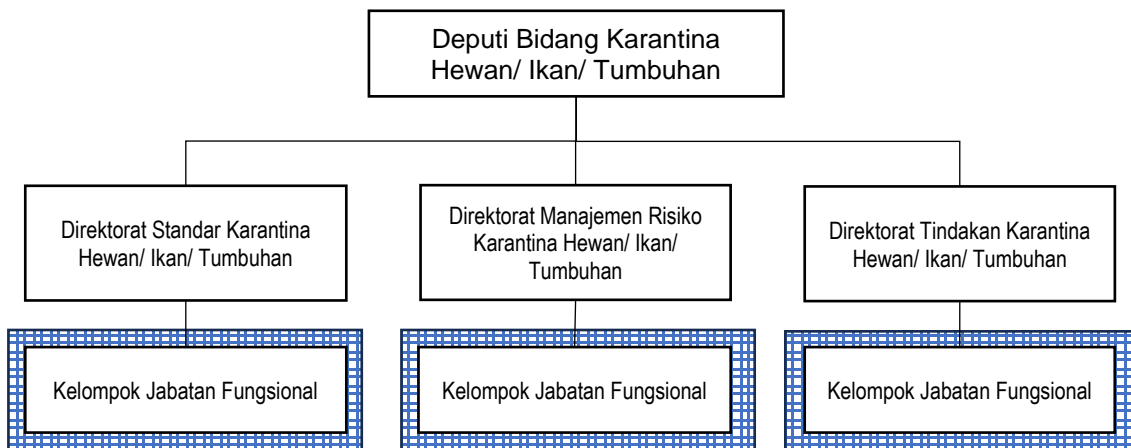 Deputi Bidang Karantina
Hewan/ Ikan/ Tumbuhan
Direktorat Standar Karantina
Hewan/ Ikan/ Tumbuhan
Direktorat Manajemen Risiko
Karantina Hewan/ Ikan/
Tumbuhan
Direktorat Tindakan Karantina
Hewan/ Ikan/ Tumbuhan
Kelompok Jabatan Fungsional
Kelompok Jabatan Fungsional
Kelompok Jabatan Fungsional